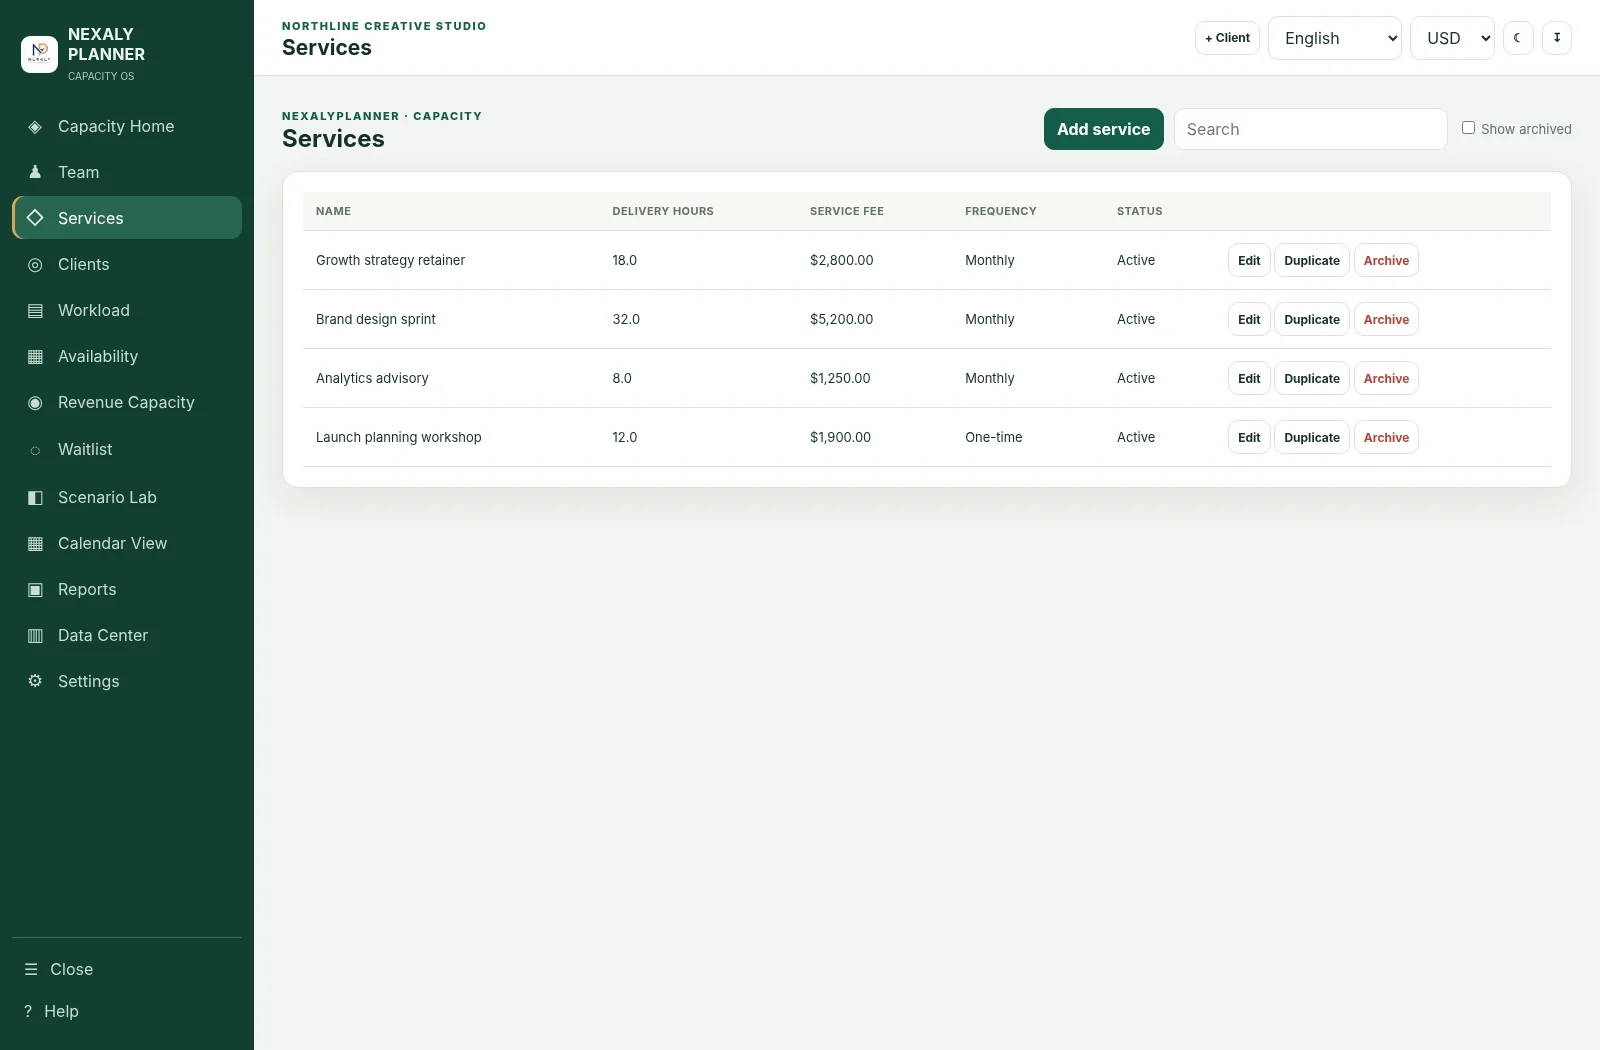 NEXALY
PLANNER
CAPACITY OS
Capacity Home
Team
Services
Clients
Workload
Availability
Revenue Capacity
Waitlist
Scenario Lab
Calendar View
Reports
Data Center
Settings
Close
? Help
NORTHLINE CREATIVE STUDIO
Services
+ Client
English
USD
NEXALYPLANNER · CAPACITY
Services
Add service
Search
Show archived
NAME DELIVERY HOURS SERVICE FEE FREQUENCY STATUS
Growth strategy retainer 18.0 $2,800.00 Monthly Active Edit Duplicate Archive
Brand design sprint 32.0 $5,200.00 Monthly Active Edit Duplicate Archive
Analytics advisory 8.0 $1,250.00 Monthly Active Edit Duplicate Archive
Launch planning workshop 12.0 $1,900.00 One-time Active Edit Duplicate Archive